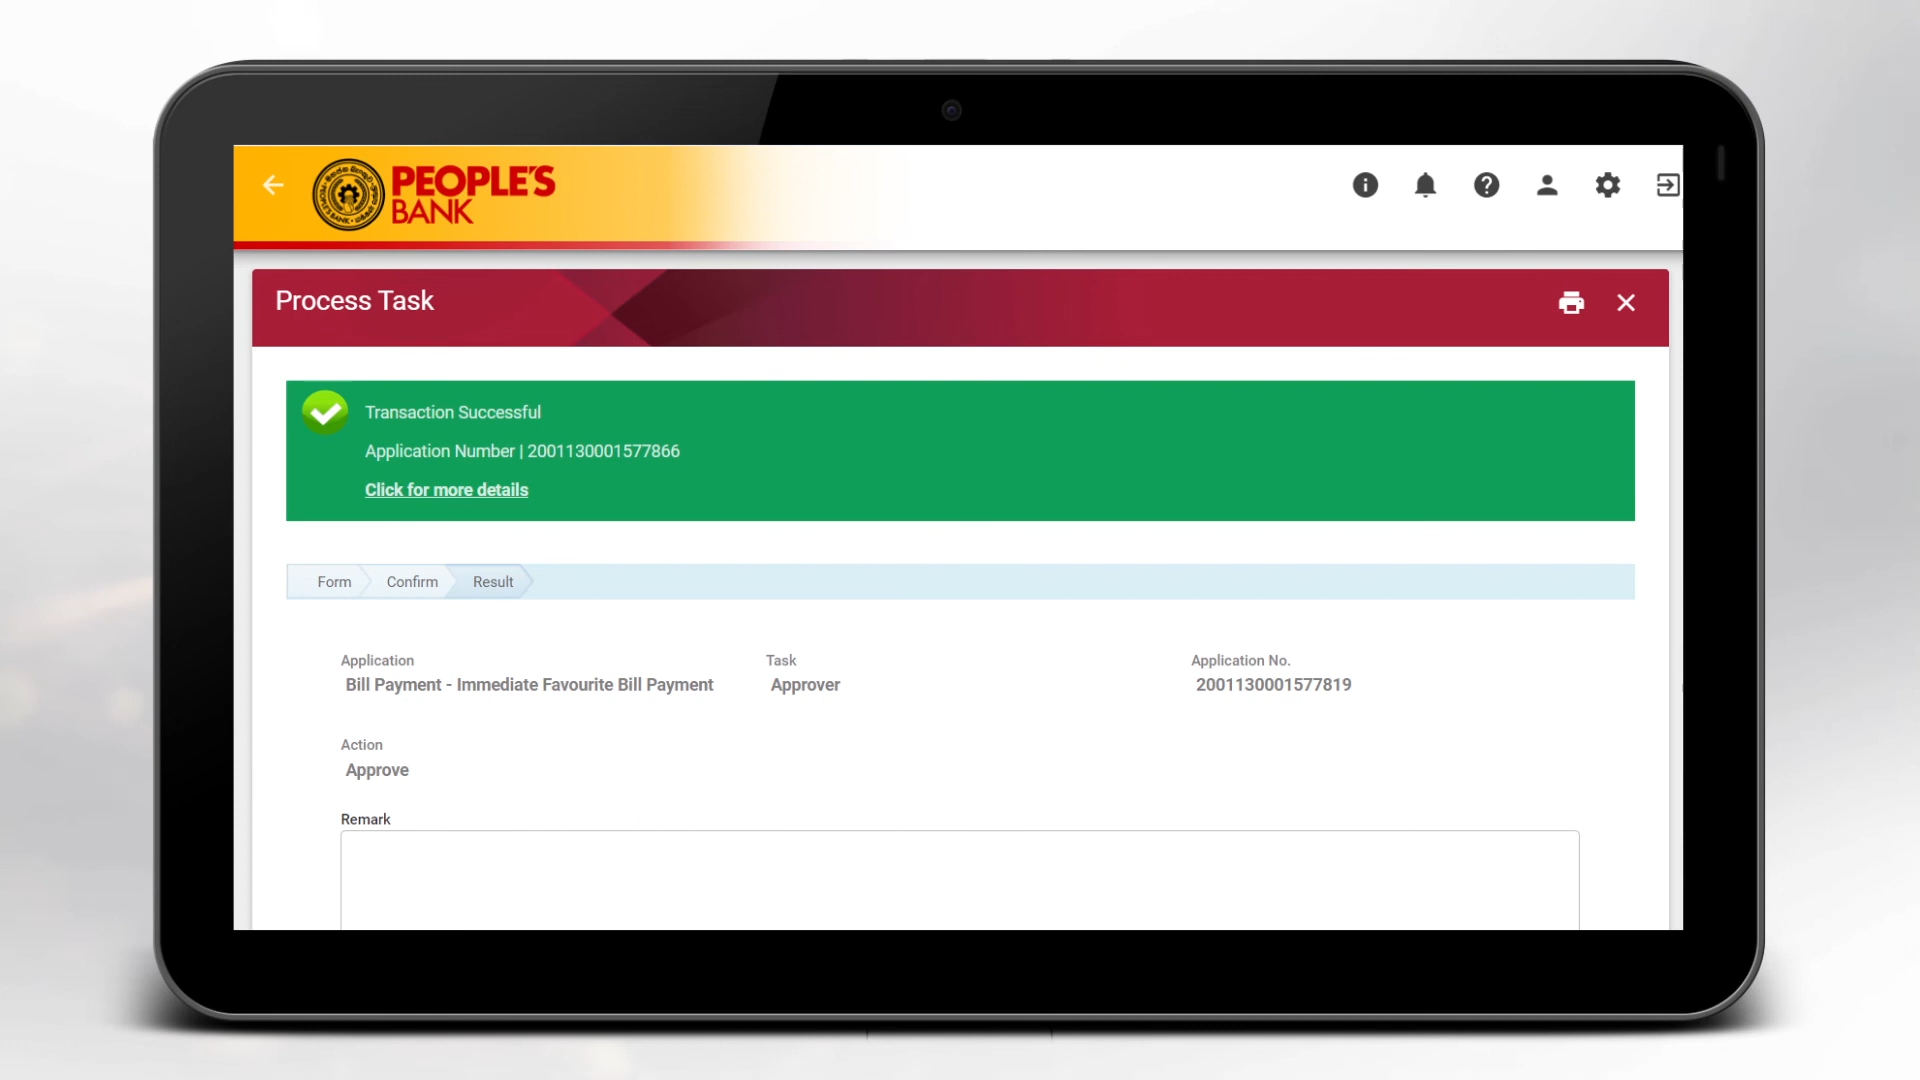 PEOPLE'S
BANK
Process Task
Transaction Successful
Application Number | 2001130001577866
Click for more details
Form
Confirm
Result
Application
Task
Application No.
Bill Payment - Immediate Favourite Bill Payment
Approver
2001130001577819
Action
Approve
Remark